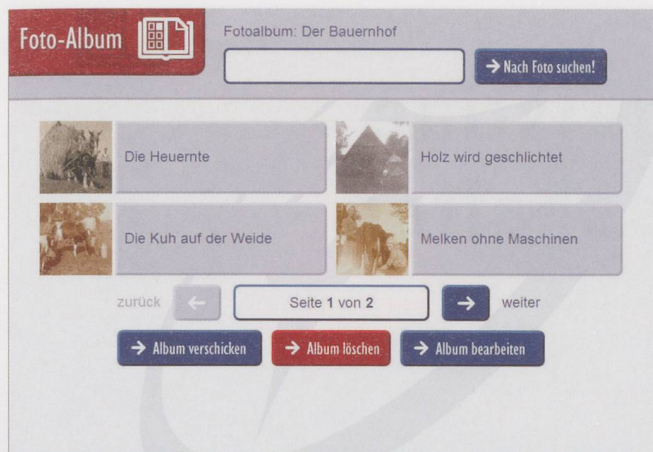 Foto-Album
Fotoalbum: Der Bauernhof
Nach Foto suchen!
Die Heuernte
Holz wird geschlichtet
Die Kuh auf der Weide
Melken ohne Maschinen
zurück
Seite 1 von 2
weiter
Album verschicken
Album löschen
Album bearbeiten